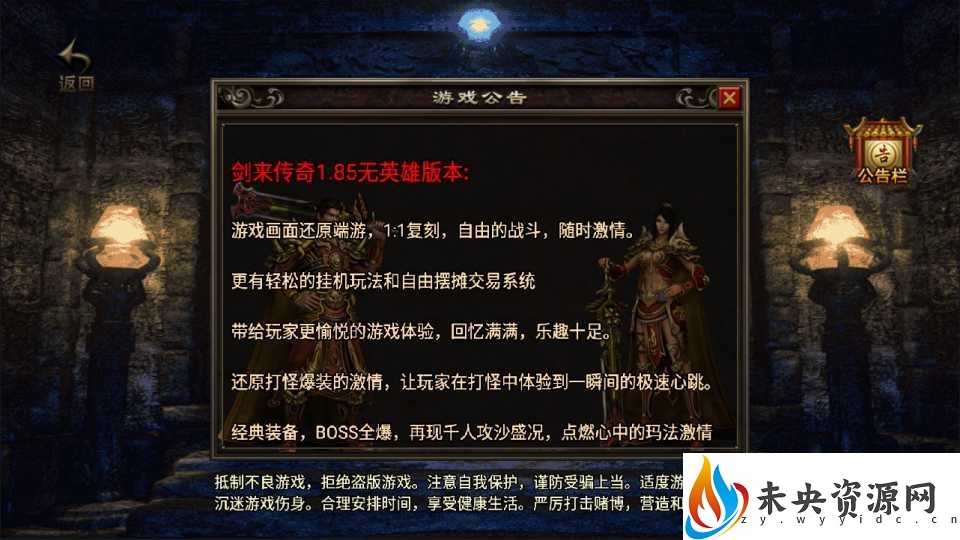 返回
游戏公告
告
公告栏
剑来传奇1.85无英雄版本:
游戏画面还原端游，1:1复刻，自由的战斗，随时激情。
更有轻松的挂机玩法和自由摆摊交易系统
带给玩家更愉悦的游戏体验，回忆满满，乐趣十足。
还原打怪爆装的激情，让玩家在打怪中体验到一瞬间的极速心跳。
经典装备，BOSS全爆，再现千人攻沙盛况，点燃心中的玛法激情
抵制不良游戏，拒绝盗版游戏。注意自我保护，谨防受骗上当。适度游
沉迷游戏伤身。合理安排时间，享受健康生活。严厉打击赌博，营造和
未央资源网
zy.wyyidc.cn